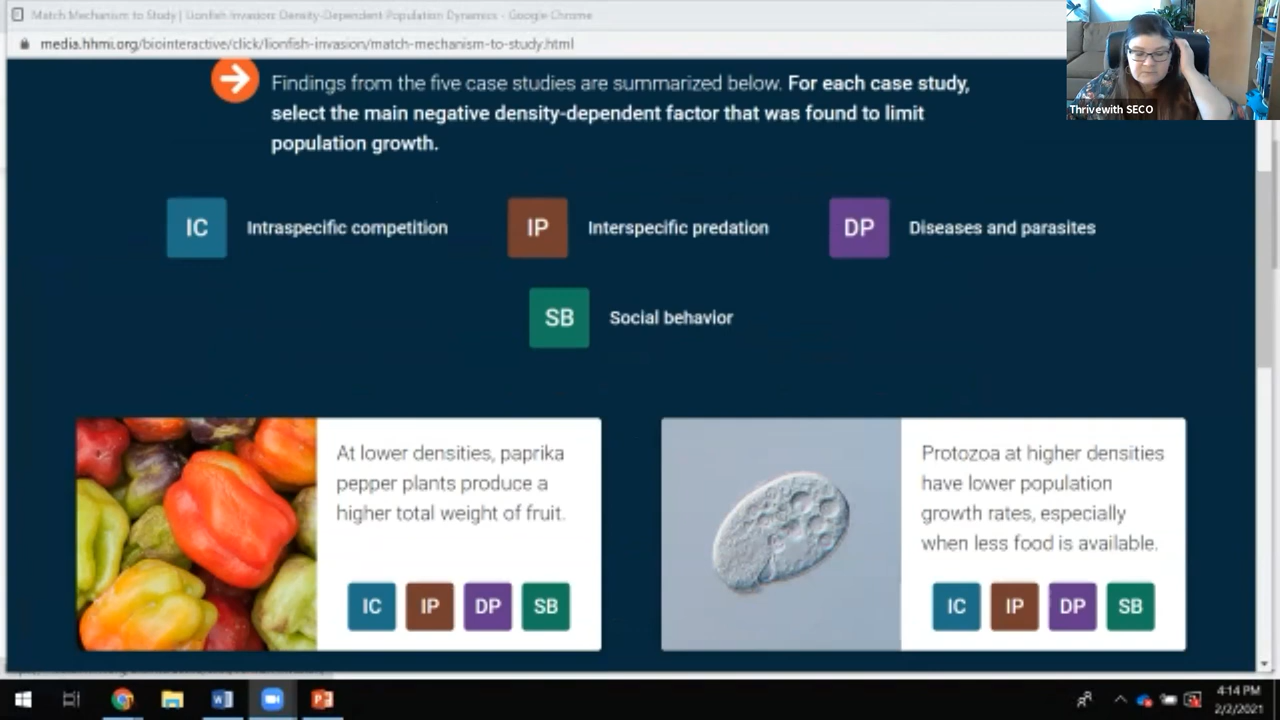 Match Mechanism to Study | Lionfish Invasion: Density-Dependent Population Dynamics - Google Chrome
media.hhmi.org/biointeractive/click/lionfish-invasion/match-mechanism-to-study.html
Thrivewith SECO
Findings from the five case studies are summarized below. For each case study,
select the main negative density-dependent factor that was found to limit
population growth.
IC Intraspecific competition
IP Interspecific predation
DP Diseases and parasites
SB Social behavior
At lower densities, paprika
pepper plants produce a
higher total weight of fruit.
IC IP DP SB
Protozoa at higher densities
have lower population
growth rates, especially
when less food is available.
IC IP DP SB
4:14 PM
2/2/2021